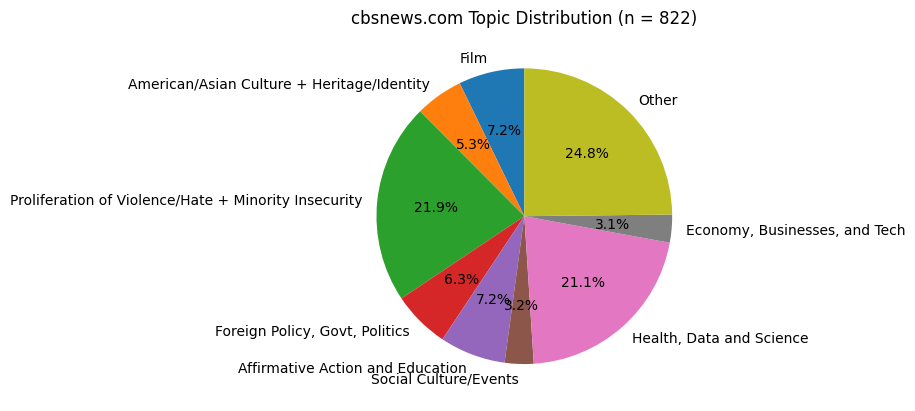 cbsnews.com Topic Distribution (n = 822)
Film
American/Asian Culture + Heritage/Identity
Other
7.2%
5.3%
24.8%
Proliferation of Violence/Hate + Minority Insecurity
21.9%
3.1%
Economy, Businesses, and Tech
6.3%
21.1%
7.2%
3.2%
Foreign Policy, Govt, Politics
Health, Data and Science
Affirmative Action and Education
Social Culture/Events